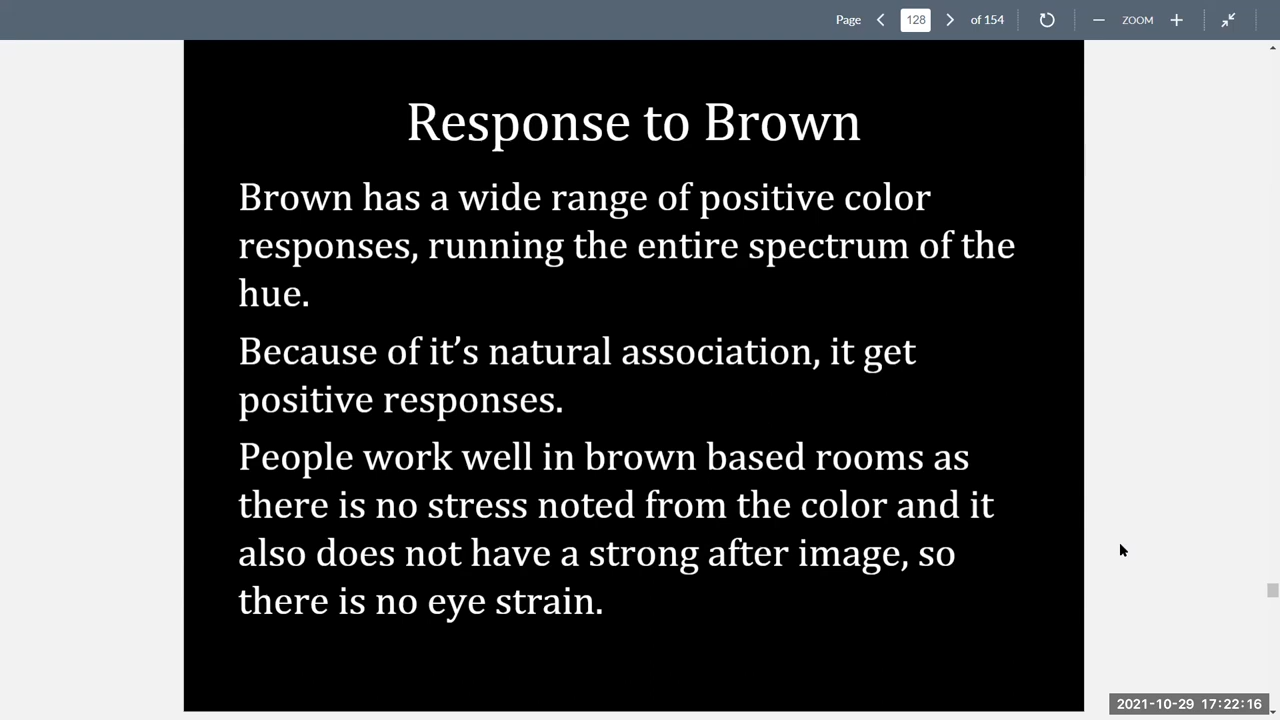 Page 128 of 154 ZOOM
Response to Brown
Brown has a wide range of positive color
responses, running the entire spectrum of the
hue.
Because of it’s natural association, it get
positive responses.
People work well in brown based rooms as
there is no stress noted from the color and it
also does not have a strong after image, so
there is no eye strain.
2021-10-29 17:22:16